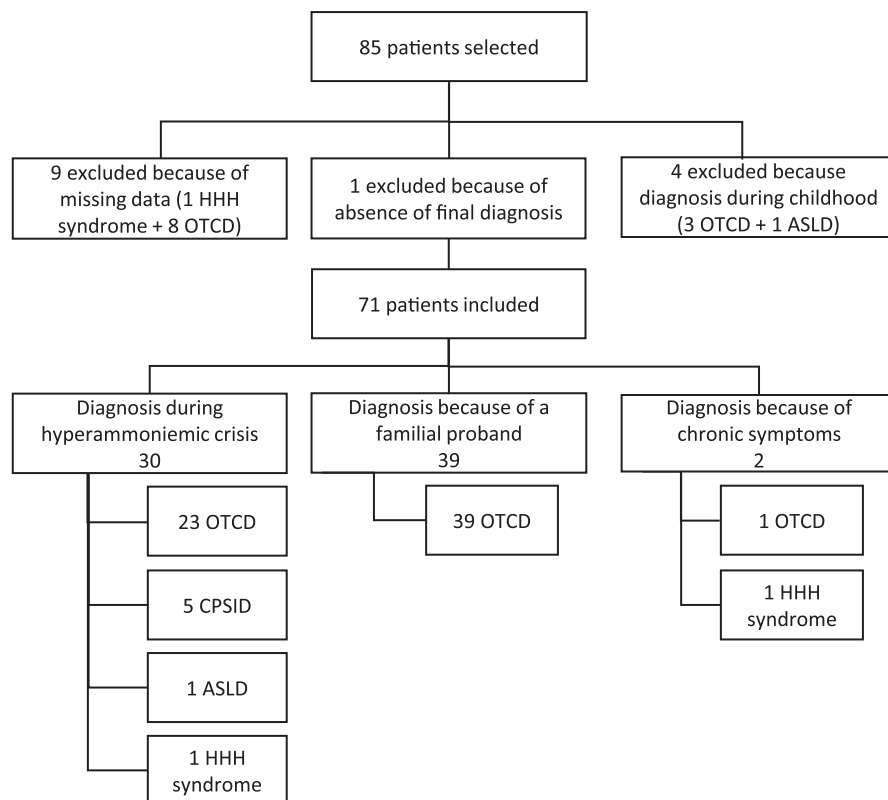 85 patients selected
9 excluded because of
missing data (1 HHH
syndrome + 8 OTCD)
1 excluded because of
absence of final diagnosis
4 excluded because
diagnosis during childhood
(3 OTCD + 1 ASLD)
71 patients included
Diagnosis during
hyperammoniemic crisis
30
Diagnosis because of a
familial proband
39
Diagnosis because of
chronic symptoms
2
23 OTCD
5 CPSID
1 ASLD
1 HHH
syndrome
39 OTCD
1 OTCD
1 HHH
syndrome